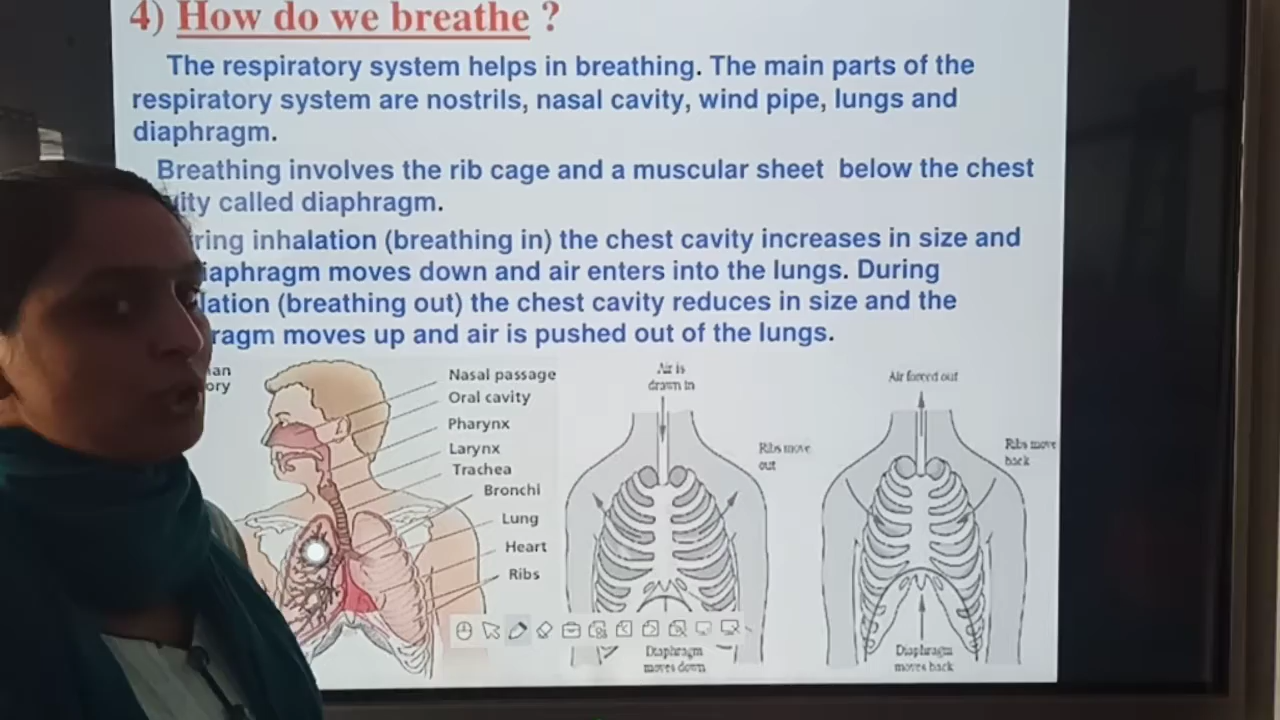 4) How do we breathe ?
The respiratory system helps in breathing. The main parts of the
respiratory system are nostrils, nasal cavity, wind pipe, lungs and
diaphragm.
Breathing involves the rib cage and a muscular sheet below the chest
ity called diaphragm.
ring inhalation (breathing in) the chest cavity increases in size and
iaphragm moves down and air enters into the lungs. During
lation (breathing out) the chest cavity reduces in size and the
ragm moves up and air is pushed out of the lungs.
an
ory
Nasal passage
Oral cavity
Pharynx
Larynx
Trachea
Bronchi
Lung
Heart
Ribs
Air is
drawn in
Ribs move
out
Diaphragm
moves down
Air forced out
Ribs move
back
Diaphragm
moves back